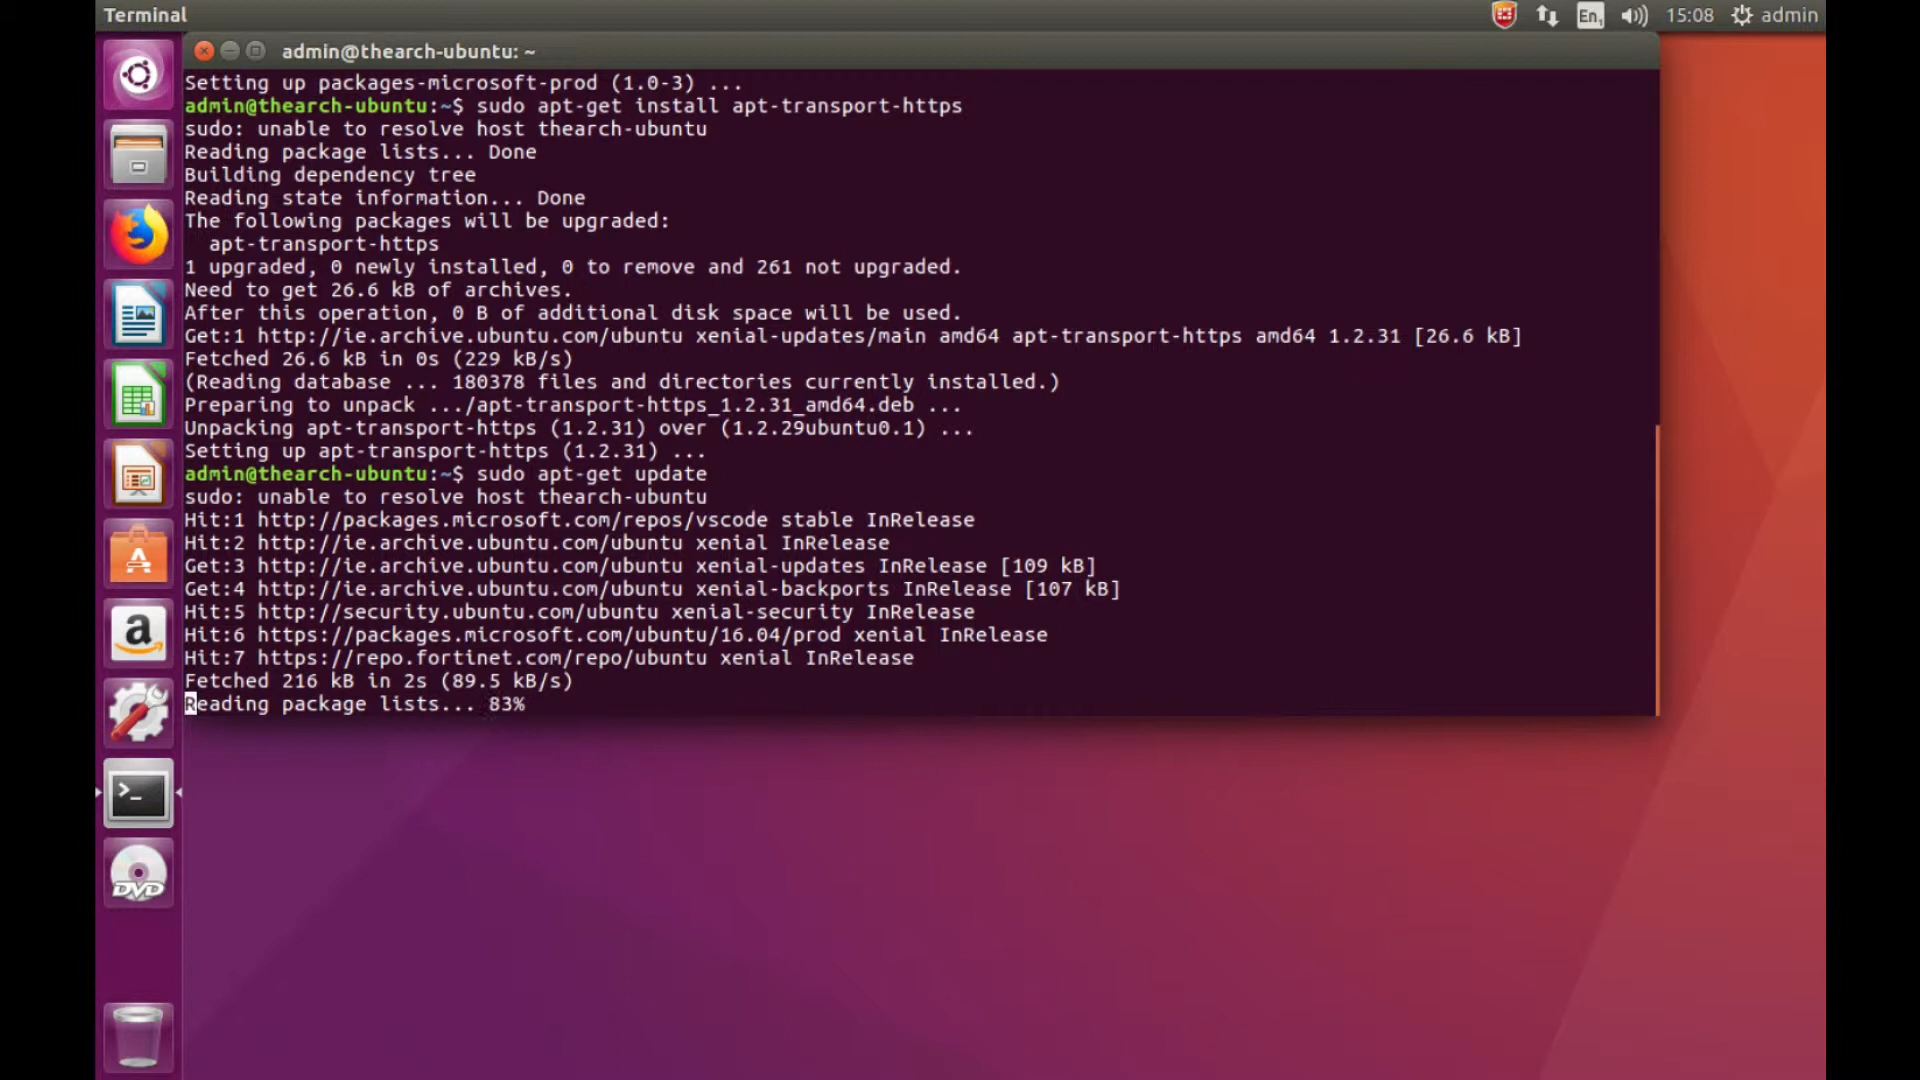 Terminal
En1
15:08
admin
admin@thearch-ubuntu: ~
Setting up packages-microsoft-prod (1.0-3) ...
admin@thearch-ubuntu:~$ sudo apt-get install apt-transport-https
sudo: unable to resolve host thearch-ubuntu
Reading package lists... Done
Building dependency tree
Reading state information... Done
The following packages will be upgraded:
  apt-transport-https
1 upgraded, 0 newly installed, 0 to remove and 261 not upgraded.
Need to get 26.6 kB of archives.
After this operation, 0 B of additional disk space will be used.
Get:1 http://ie.archive.ubuntu.com/ubuntu xenial-updates/main amd64 apt-transport-https amd64 1.2.31 [26.6 kB]
Fetched 26.6 kB in 0s (229 kB/s)
(Reading database ... 180378 files and directories currently installed.)
Preparing to unpack .../apt-transport-https_1.2.31_amd64.deb ...
Unpacking apt-transport-https (1.2.31) over (1.2.29ubuntu0.1) ...
Setting up apt-transport-https (1.2.31) ...
admin@thearch-ubuntu:~$ sudo apt-get update
sudo: unable to resolve host thearch-ubuntu
Hit:1 http://packages.microsoft.com/repos/vscode stable InRelease
Hit:2 http://ie.archive.ubuntu.com/ubuntu xenial InRelease
Get:3 http://ie.archive.ubuntu.com/ubuntu xenial-updates InRelease [109 kB]
Get:4 http://ie.archive.ubuntu.com/ubuntu xenial-backports InRelease [107 kB]
Hit:5 http://security.ubuntu.com/ubuntu xenial-security InRelease
Hit:6 https://packages.microsoft.com/ubuntu/16.04/prod xenial InRelease
Hit:7 https://repo.fortinet.com/repo/ubuntu xenial InRelease
Fetched 216 kB in 2s (89.5 kB/s)
Reading package lists... 83%
A
a
>_
DVD